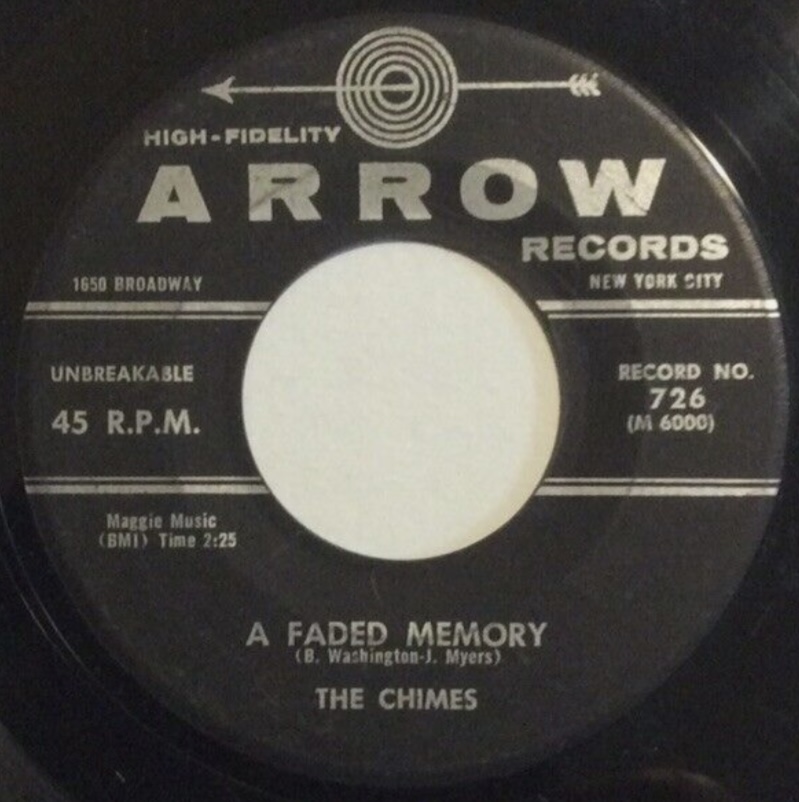 HIGH-FIDELITY
ARROW
RECORDS
1650 BROADWAY
NEW YORK CITY
UNBREAKABLE
45 R.P.M.
RECORD NO.
726
(M 6000)
Maggie Music
(BMI) Time 2:25
A FADED MEMORY
(B. Washington-J. Myers)
THE CHIMES